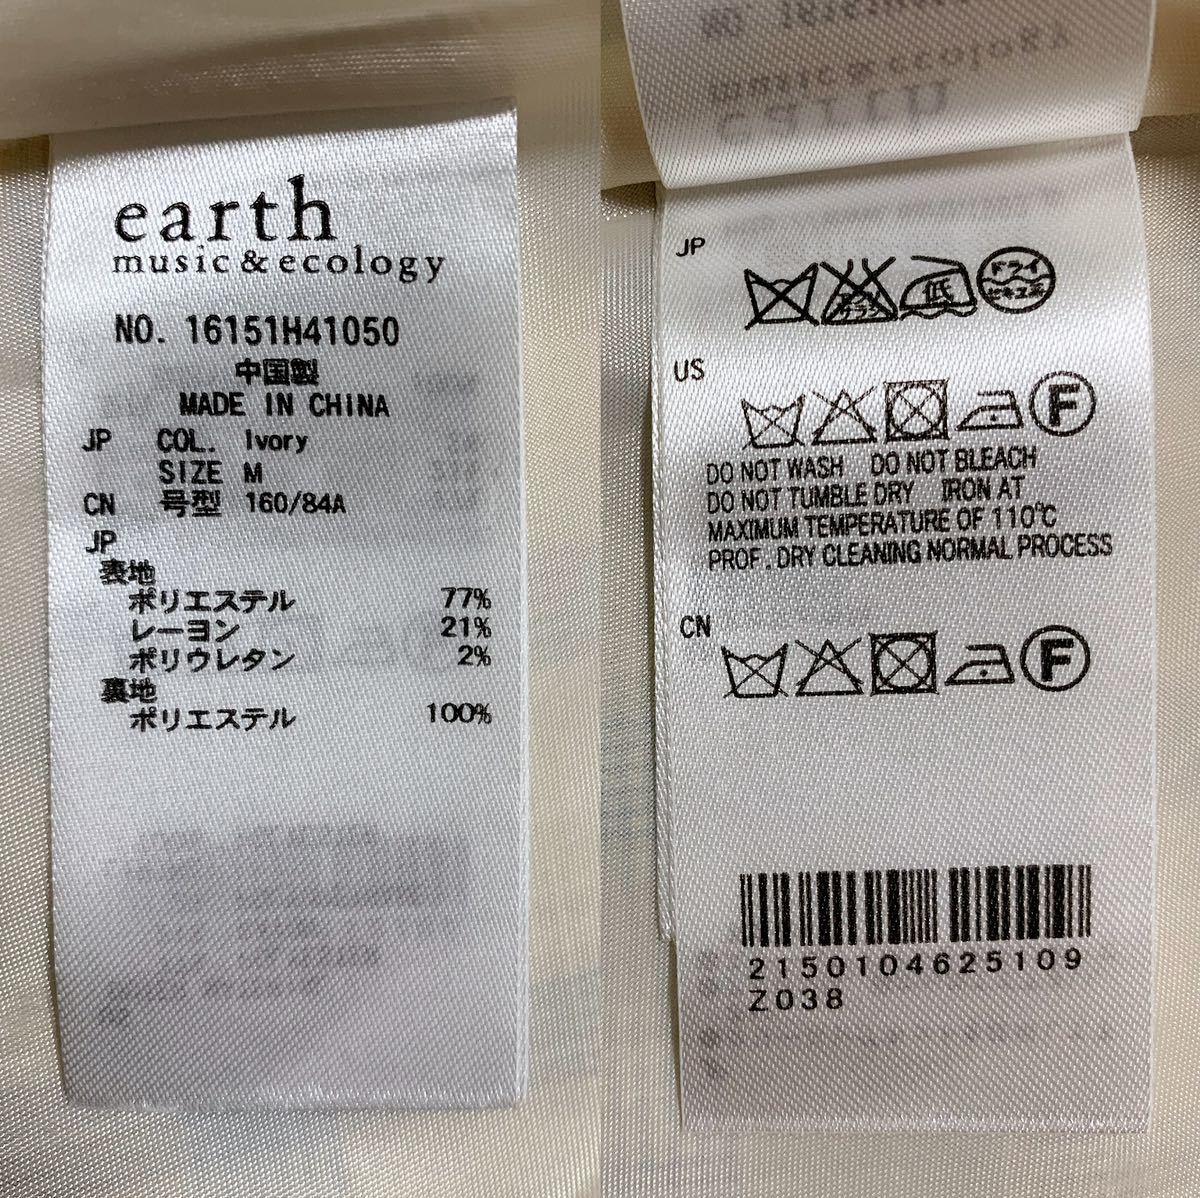 earth
music & ecology
NO. 16151H41050
中国製
MADE IN CHINA
JP COL. Ivory
SIZE M
CN 号型 160/84A
JP
表地
ポリエステル 77%
レーヨン 21%
ポリウレタン 2%
裏地
ポリエステル 100%
JP
低
ドライ
US
F
DO NOT WASH DO NOT BLEACH
DO NOT TUMBLE DRY IRON AT
MAXIMUM TEMPERATURE OF 110℃
PROF. DRY CLEANING NORMAL PROCESS
CN
F
2150104625109
Z038